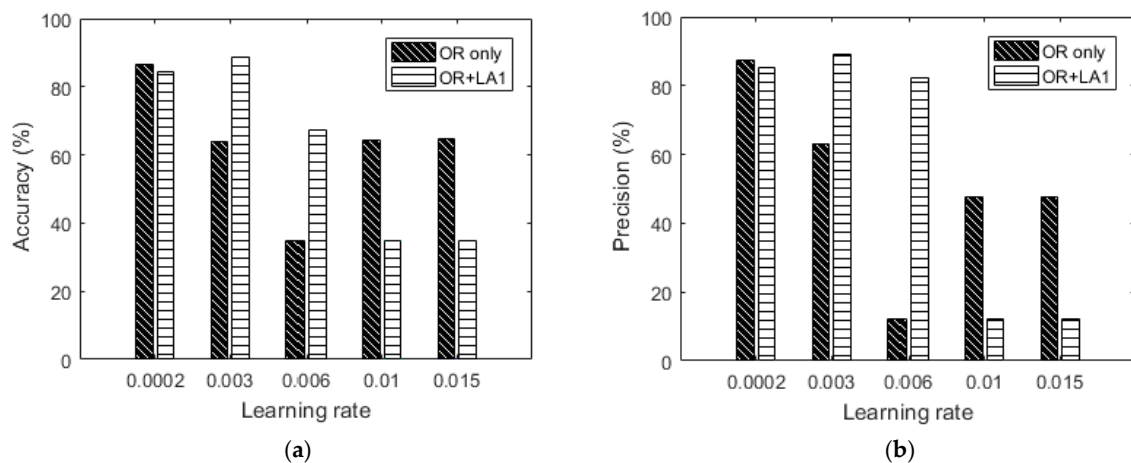 100
80
60
40
20
0
Accuracy (%)
OR only
OR+LA1
0.0002 0.003 0.006 0.01 0.015
Learning rate
(a)
100
80
60
40
20
0
Precision (%)
OR only
OR+LA1
0.0002 0.003 0.006 0.01 0.015
Learning rate
(b)